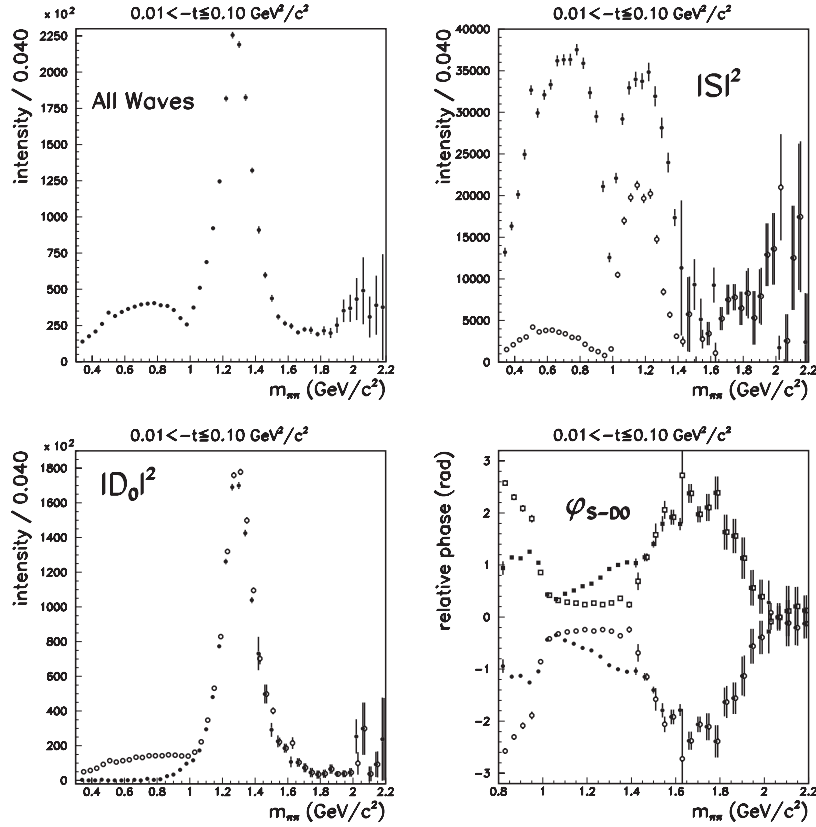 0.01<-t≦0.10 GeV²/c²
x 10²
intensity / 0.040
2250
2000
1750
1500
1250
1000
750
500
250
0
All Waves
0.4 0.6 0.8 1 1.2 1.4 1.6 1.8 2 2.2
mππ (GeV/c²)
0.01<-t≦0.10 GeV²/c²
intensity / 0.040
40000
35000
30000
25000
20000
15000
10000
5000
0
|S|²
0.4 0.6 0.8 1 1.2 1.4 1.6 1.8 2 2.2
mππ (GeV/c²)
0.01<-t≦0.10 GeV²/c²
x 10²
intensity / 0.040
1800
1600
1400
1200
1000
800
600
400
200
0
|D₀|²
0.4 0.6 0.8 1 1.2 1.4 1.6 1.8 2 2.2
mππ (GeV/c²)
0.01<-t≦0.10 GeV²/c²
relative phase (rad)
3
2
1
0
-1
-2
-3
φS-D0
0.8 1 1.2 1.4 1.6 1.8 2 2.2
mππ (GeV/c²)